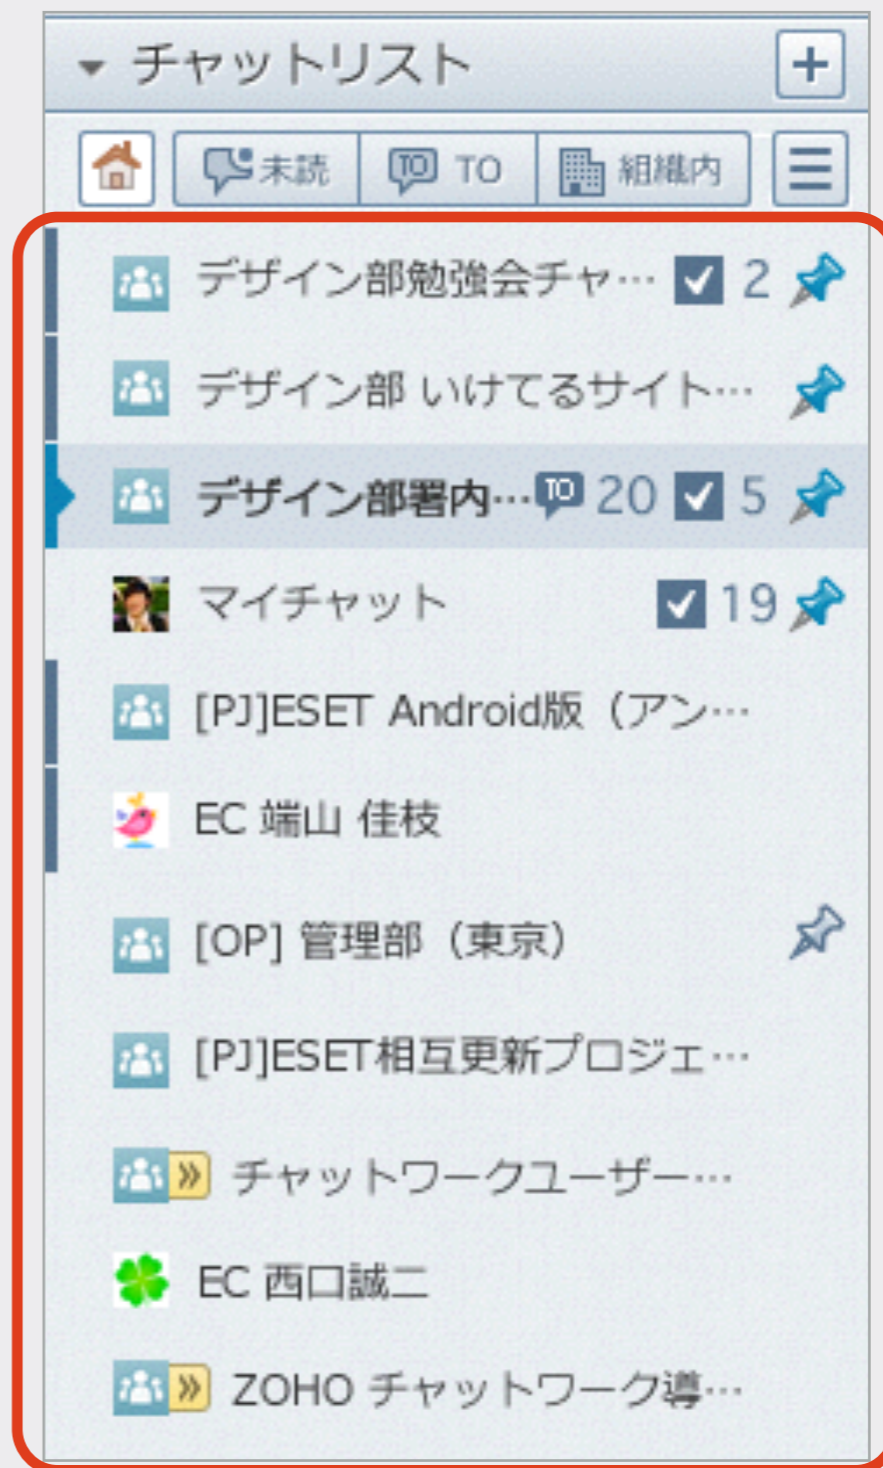 チャットリスト
未読 TO TO 組織内
デザイン部勉強会チャ… 2
デザイン部 いけてるサイト…
デザイン部署内… TO 20 5
マイチャット 19
[PJ]ESET Android版（アン…
EC 端山 佳枝
[OP] 管理部（東京）
[PJ]ESET相互更新プロジェ…
チャットワークユーザー…
EC 西口誠二
ZOHO チャットワーク導…